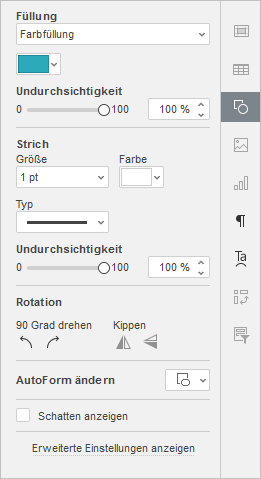 Füllung
Farbfüllung
Undurchsichtigkeit
0 100 100 %
Strich
Größe Farbe
1 pt
Typ
Undurchsichtigkeit
0 100 100 %
Rotation
90 Grad drehen Kippen
AutoForm ändern
Schatten anzeigen
Erweiterte Einstellungen anzeigen
¶
Ta